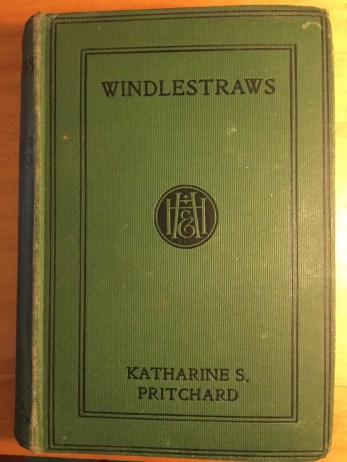 WINDLESTRAWS
H&H
KATHARINE S.
PRITCHARD